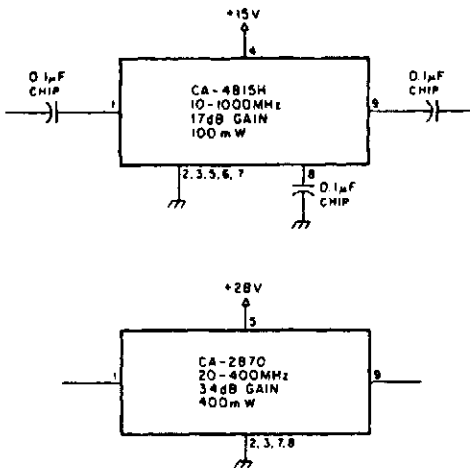 +15V
4
0.1µF
CHIP
0.1µF
CHIP
1
CA-4815H
10-1000MHz
17dB GAIN
100mW
9
2,3,5,6,7
8
0.1µF
CHIP
+28V
5
1
CA-2870
20-400MHz
34dB GAIN
400mW
9
2,3,7,8